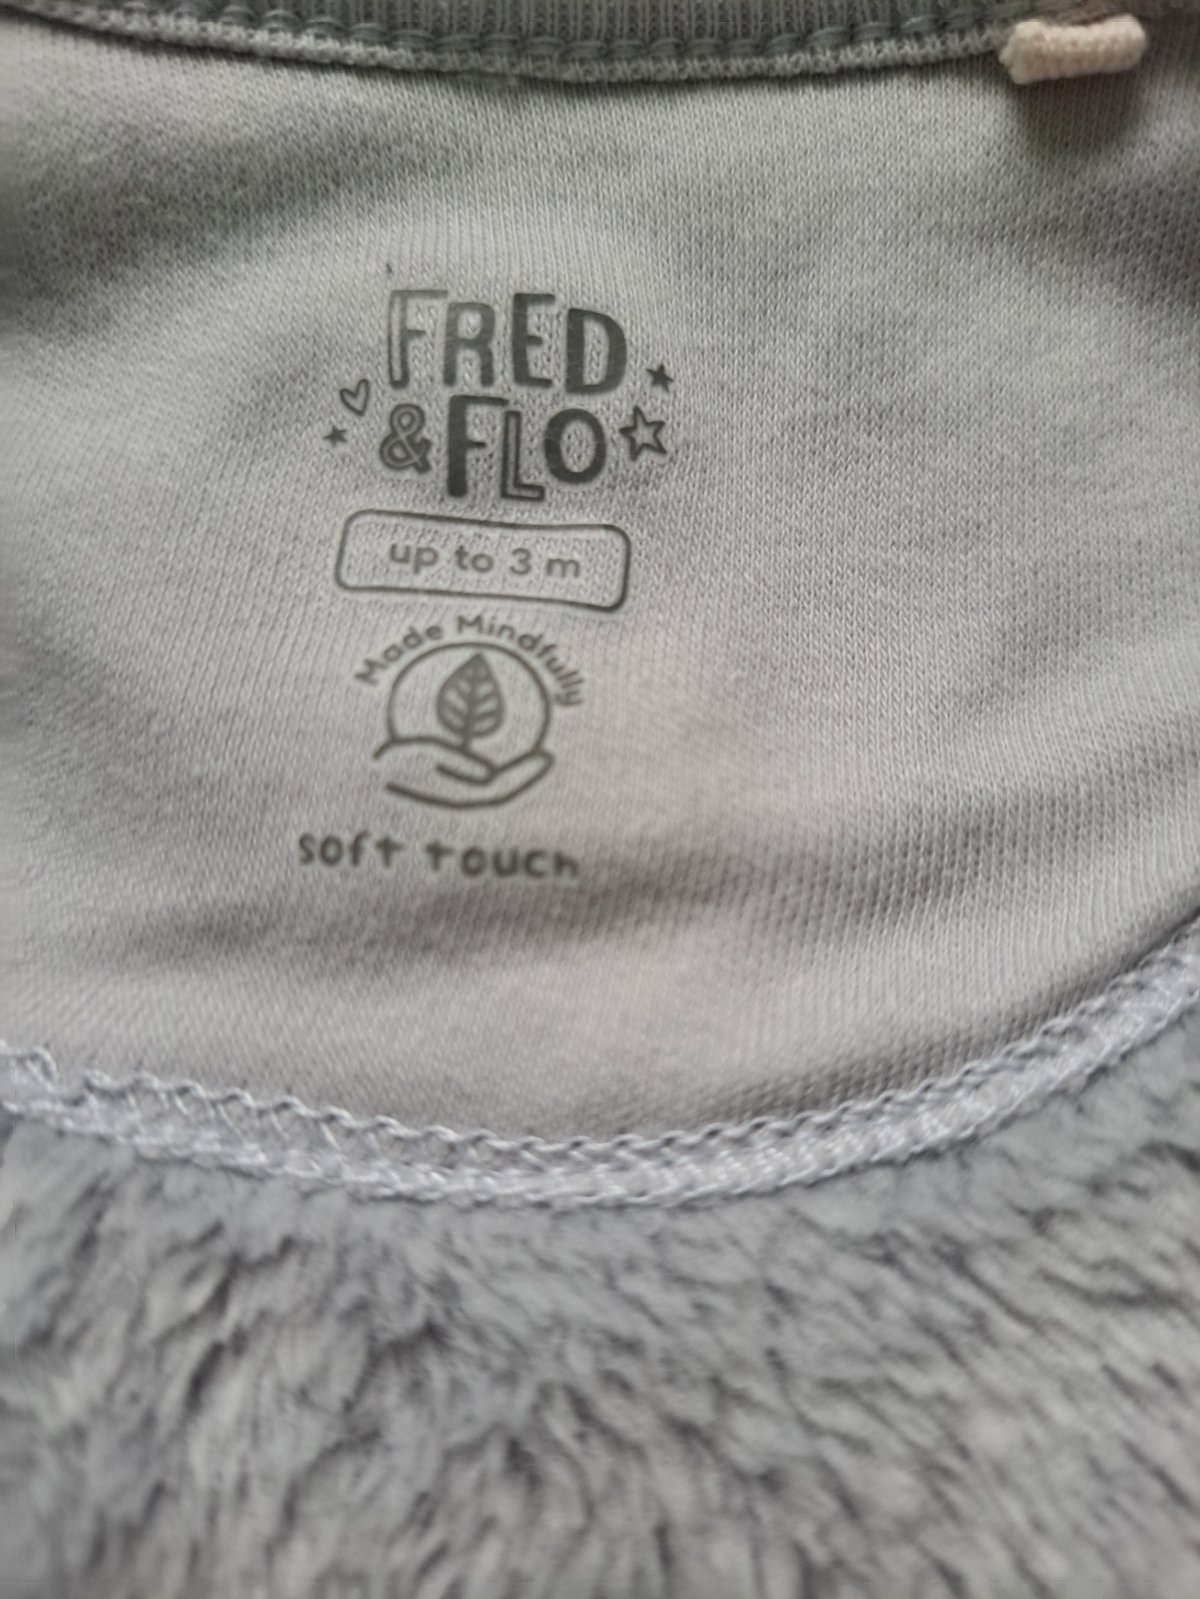 FRED
& FLO
up to 3 m
Made Mindfully
soft touch